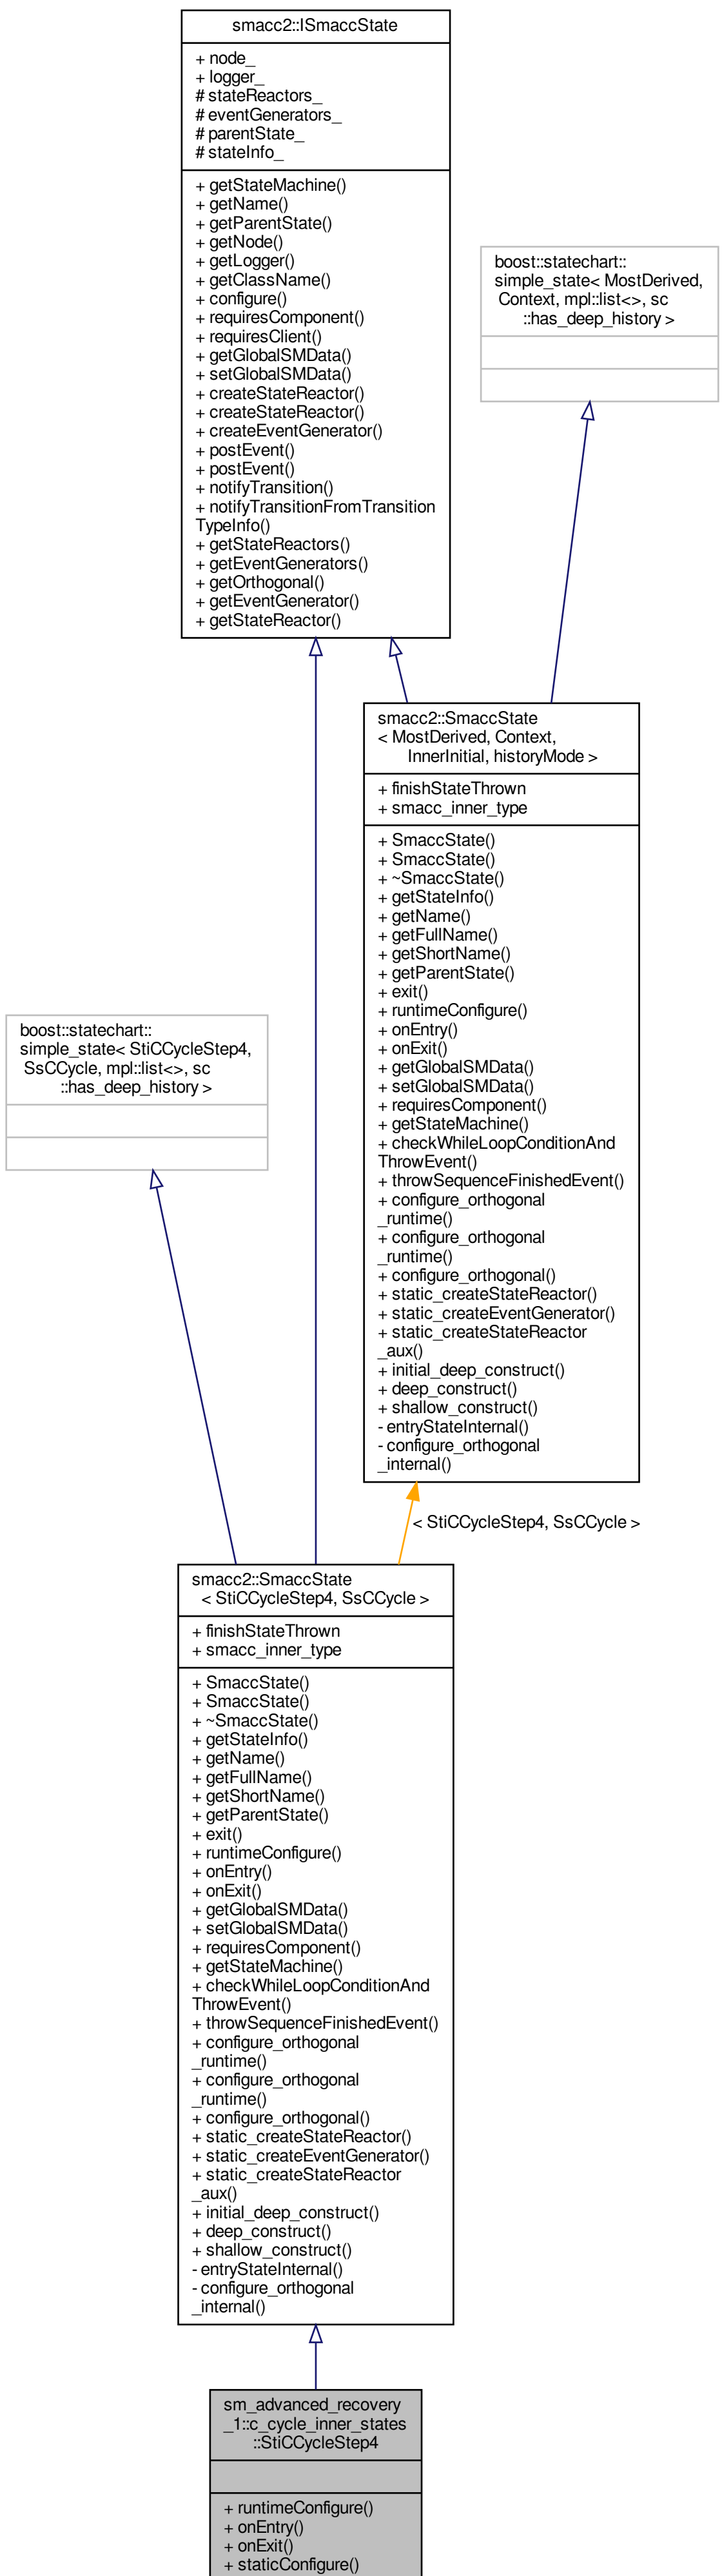 smacc2::ISmaccState
+ node_
+ logger_
# stateReactors_
# eventGenerators_
# parentState_
# stateInfo_
+ getStateMachine()
+ getName()
+ getParentState()
+ getNode()
+ getLogger()
+ getClassName()
+ configure()
+ requiresComponent()
+ requiresClient()
+ getGlobalSMData()
+ setGlobalSMData()
+ createStateReactor()
+ createStateReactor()
+ createEventGenerator()
+ postEvent()
+ postEvent()
+ notifyTransition()
+ notifyTransitionFromTransition
TypeInfo()
+ getStateReactors()
+ getEventGenerators()
+ getOrthogonal()
+ getEventGenerator()
+ getStateReactor()
boost::statechart::
simple_state< MostDerived,
Context, mpl::list<>, sc
::has_deep_history >
smacc2::SmaccState
< MostDerived, Context,
InnerInitial, historyMode >
+ finishStateThrown
+ smacc_inner_type
+ SmaccState()
+ SmaccState()
+ ~SmaccState()
+ getStateInfo()
+ getName()
+ getFullName()
+ getShortName()
+ getParentState()
+ exit()
+ runtimeConfigure()
+ onEntry()
+ onExit()
+ getGlobalSMData()
+ setGlobalSMData()
+ requiresComponent()
+ getStateMachine()
+ checkWhileLoopConditionAnd
ThrowEvent()
+ throwSequenceFinishedEvent()
+ configure_orthogonal
_runtime()
+ configure_orthogonal
_runtime()
+ configure_orthogonal()
+ static_createStateReactor()
+ static_createEventGenerator()
+ static_createStateReactor
_aux()
+ initial_deep_construct()
+ deep_construct()
+ shallow_construct()
- entryStateInternal()
- configure_orthogonal
_internal()
boost::statechart::
simple_state< StiCCycleStep4,
SsCCycle, mpl::list<>, sc
::has_deep_history >
< StiCCycleStep4, SsCCycle >
smacc2::SmaccState
< StiCCycleStep4, SsCCycle >
+ finishStateThrown
+ smacc_inner_type
+ SmaccState()
+ SmaccState()
+ ~SmaccState()
+ getStateInfo()
+ getName()
+ getFullName()
+ getShortName()
+ getParentState()
+ exit()
+ runtimeConfigure()
+ onEntry()
+ onExit()
+ getGlobalSMData()
+ setGlobalSMData()
+ requiresComponent()
+ getStateMachine()
+ checkWhileLoopConditionAnd
ThrowEvent()
+ throwSequenceFinishedEvent()
+ configure_orthogonal
_runtime()
+ configure_orthogonal
_runtime()
+ configure_orthogonal()
+ static_createStateReactor()
+ static_createEventGenerator()
+ static_createStateReactor
_aux()
+ initial_deep_construct()
+ deep_construct()
+ shallow_construct()
- entryStateInternal()
- configure_orthogonal
_internal()
sm_advanced_recovery
_1::c_cycle_inner_states
::StiCCycleStep4
+ runtimeConfigure()
+ onEntry()
+ onExit()
+ staticConfigure()